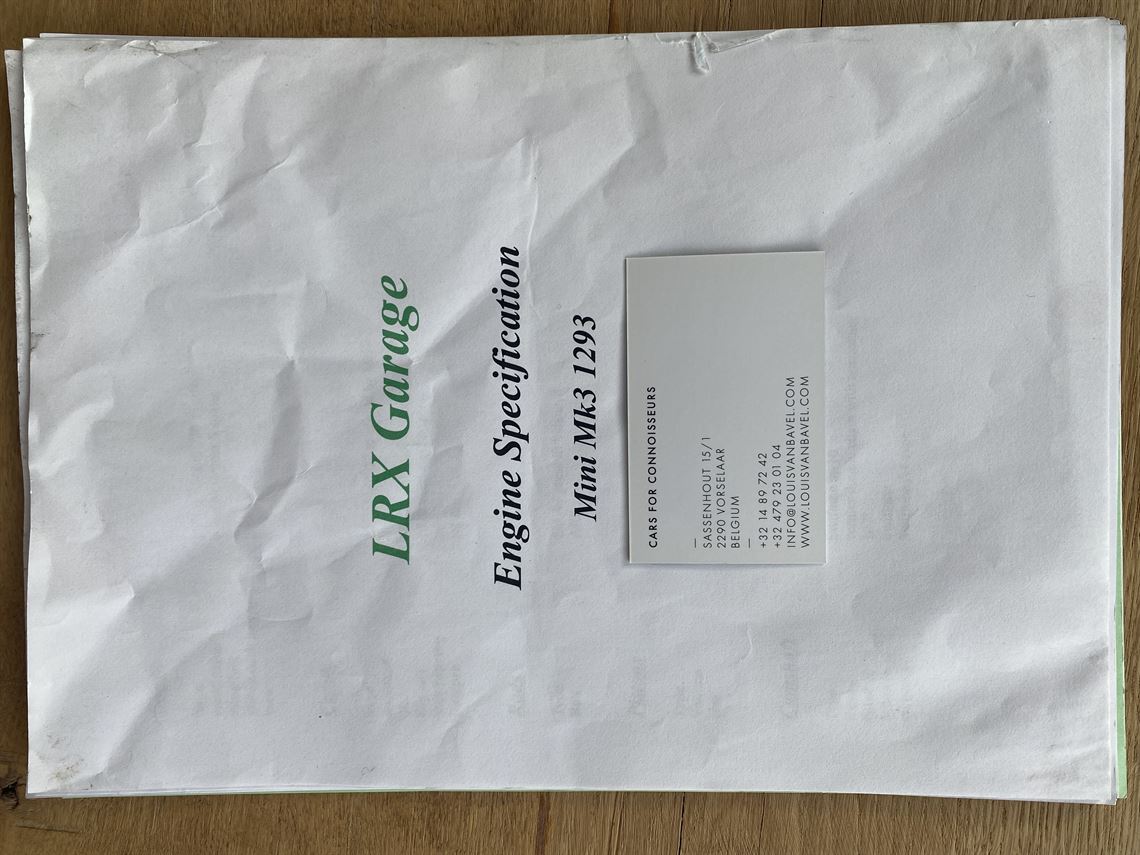 LRX Garage
Engine Specification
Mini Mk3 1293
CARS FOR CONNOISSEURS
—
SASSENHOUT 15/1
2290 VORSELAAR
BELGIUM
—
+32 14 89 72 42
+32 479 23 01 04
INFO@LOUISVANBAVEL.COM
WWW.LOUISVANBAVEL.COM